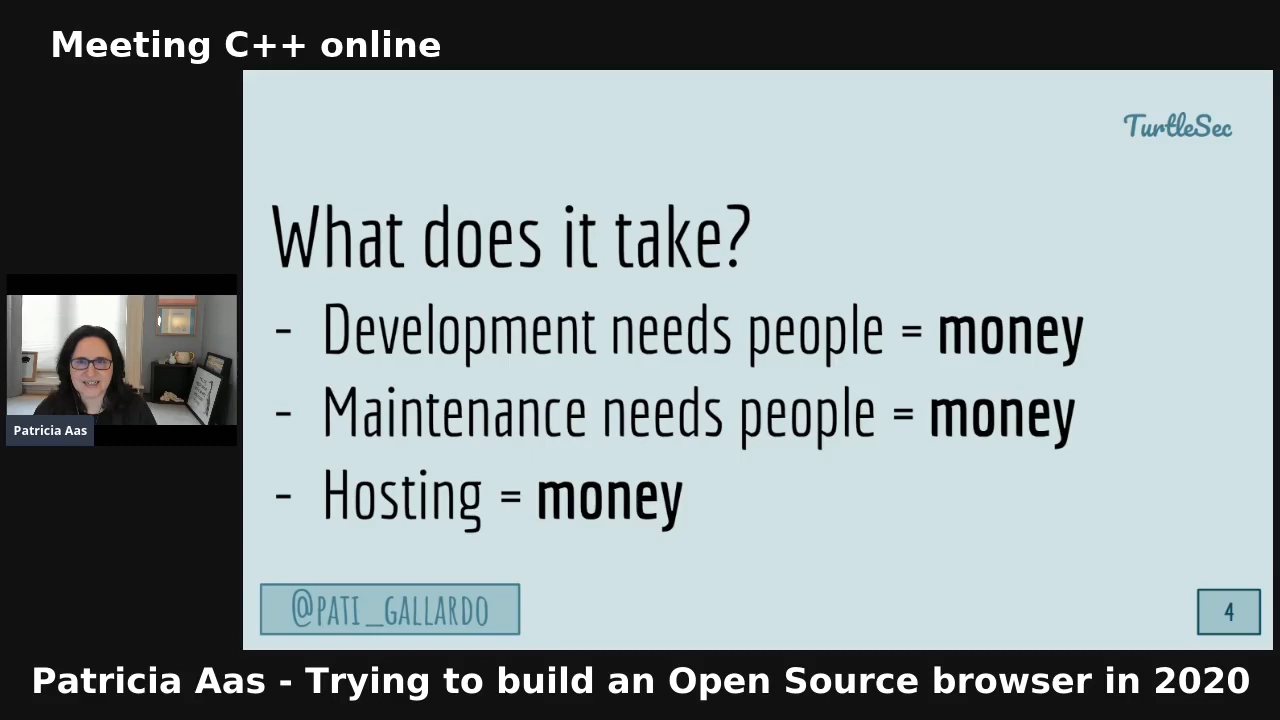 Meeting C++ online
TurtleSec
What does it take?
- Development needs people = money
- Maintenance needs people = money
- Hosting = money
Patricia Aas
@PATI_GALLARDO
4
Patricia Aas - Trying to build an Open Source browser in 2020